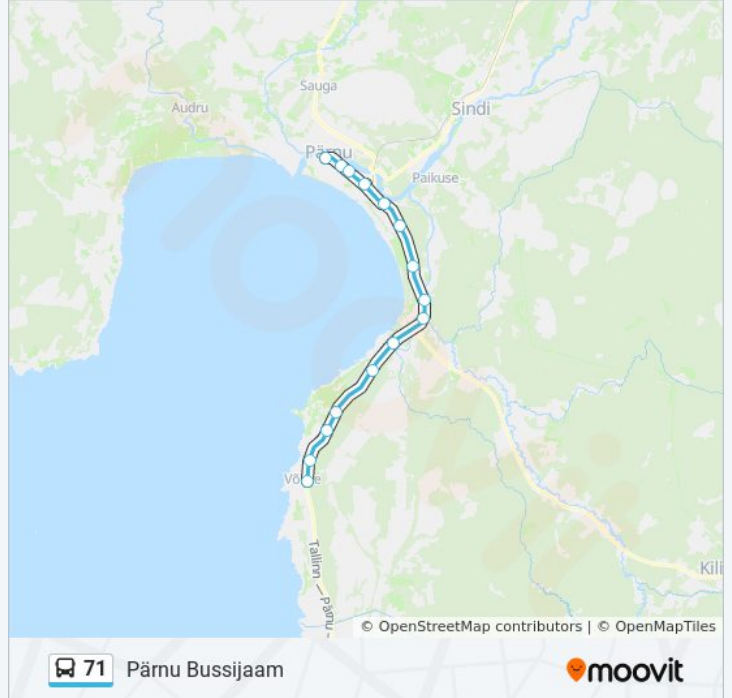 Sauga
Audru
Sindi
Pärnu
Paikuse
Tallinn — Pärnu -
Kili
© OpenStreetMap contributors | © OpenMapTiles
71 Pärnu Bussijaam
moovit